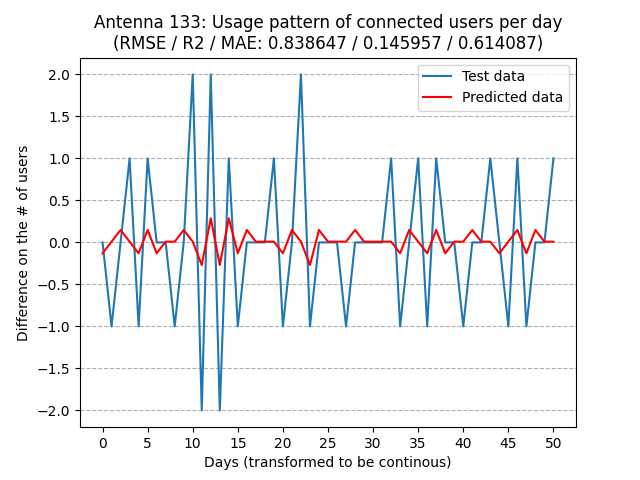 Antenna 133: Usage pattern of connected users per day
(RMSE / R2 / MAE: 0.838647 / 0.145957 / 0.614087)
Test data
Predicted data
2.0
1.5
1.0
0.5
0.0
−0.5
−1.0
−1.5
−2.0
Difference on the # of users
0 5 10 15 20 25 30 35 40 45 50
Days (transformed to be continous)